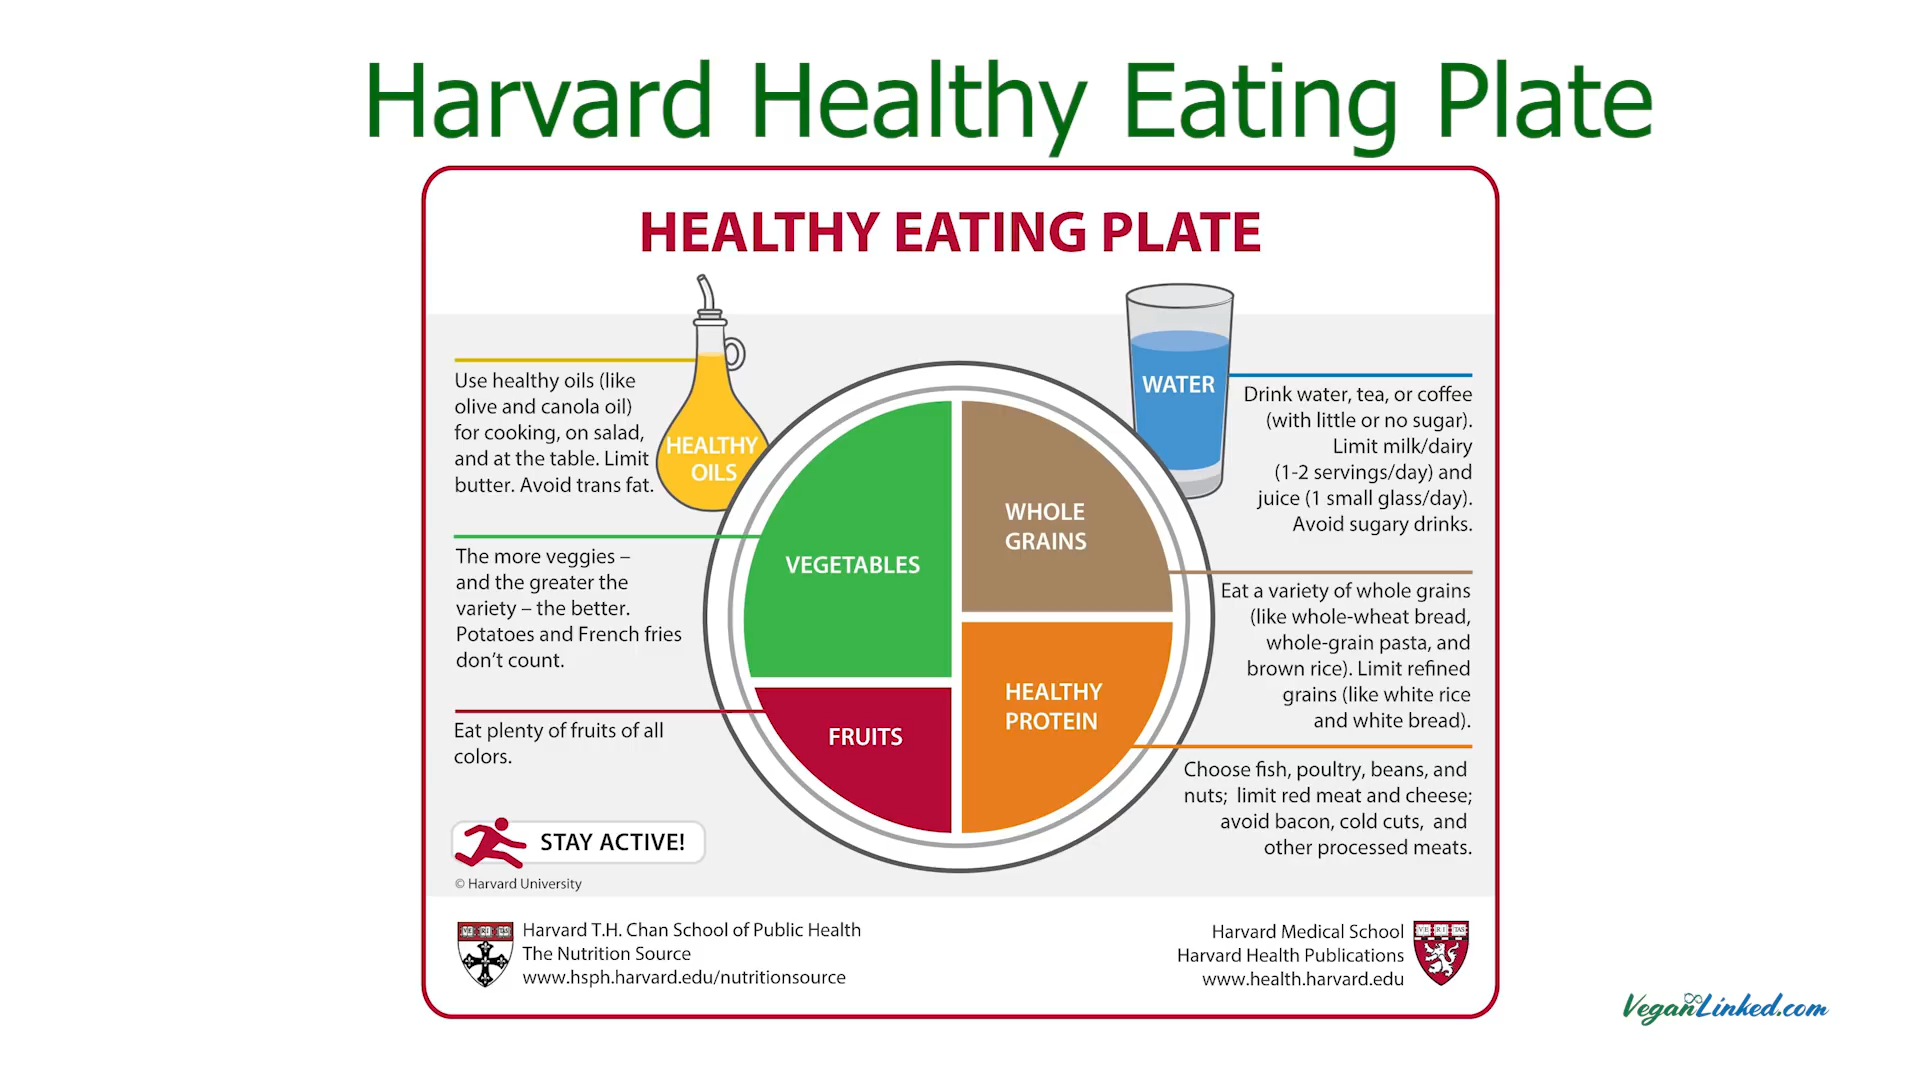 Harvard Healthy Eating Plate
HEALTHY EATING PLATE
Use healthy oils (like
olive and canola oil)
for cooking, on salad,
and at the table. Limit
butter. Avoid trans fat.
HEALTHY
OILS
The more veggies –
and the greater the
variety – the better.
Potatoes and French fries
don’t count.
Eat plenty of fruits of all
colors.
STAY ACTIVE!
© Harvard University
VEGETABLES
FRUITS
WHOLE
GRAINS
HEALTHY
PROTEIN
WATER
Drink water, tea, or coffee
(with little or no sugar).
Limit milk/dairy
(1-2 servings/day) and
juice (1 small glass/day).
Avoid sugary drinks.
Eat a variety of whole grains
(like whole-wheat bread,
whole-grain pasta, and
brown rice). Limit refined
grains (like white rice
and white bread).
Choose fish, poultry, beans, and
nuts; limit red meat and cheese;
avoid bacon, cold cuts, and
other processed meats.
VE RI TAS
Harvard T.H. Chan School of Public Health
The Nutrition Source
www.hsph.harvard.edu/nutritionsource
Harvard Medical School
Harvard Health Publications
www.health.harvard.edu
VE RI TAS
VeganLinked.com